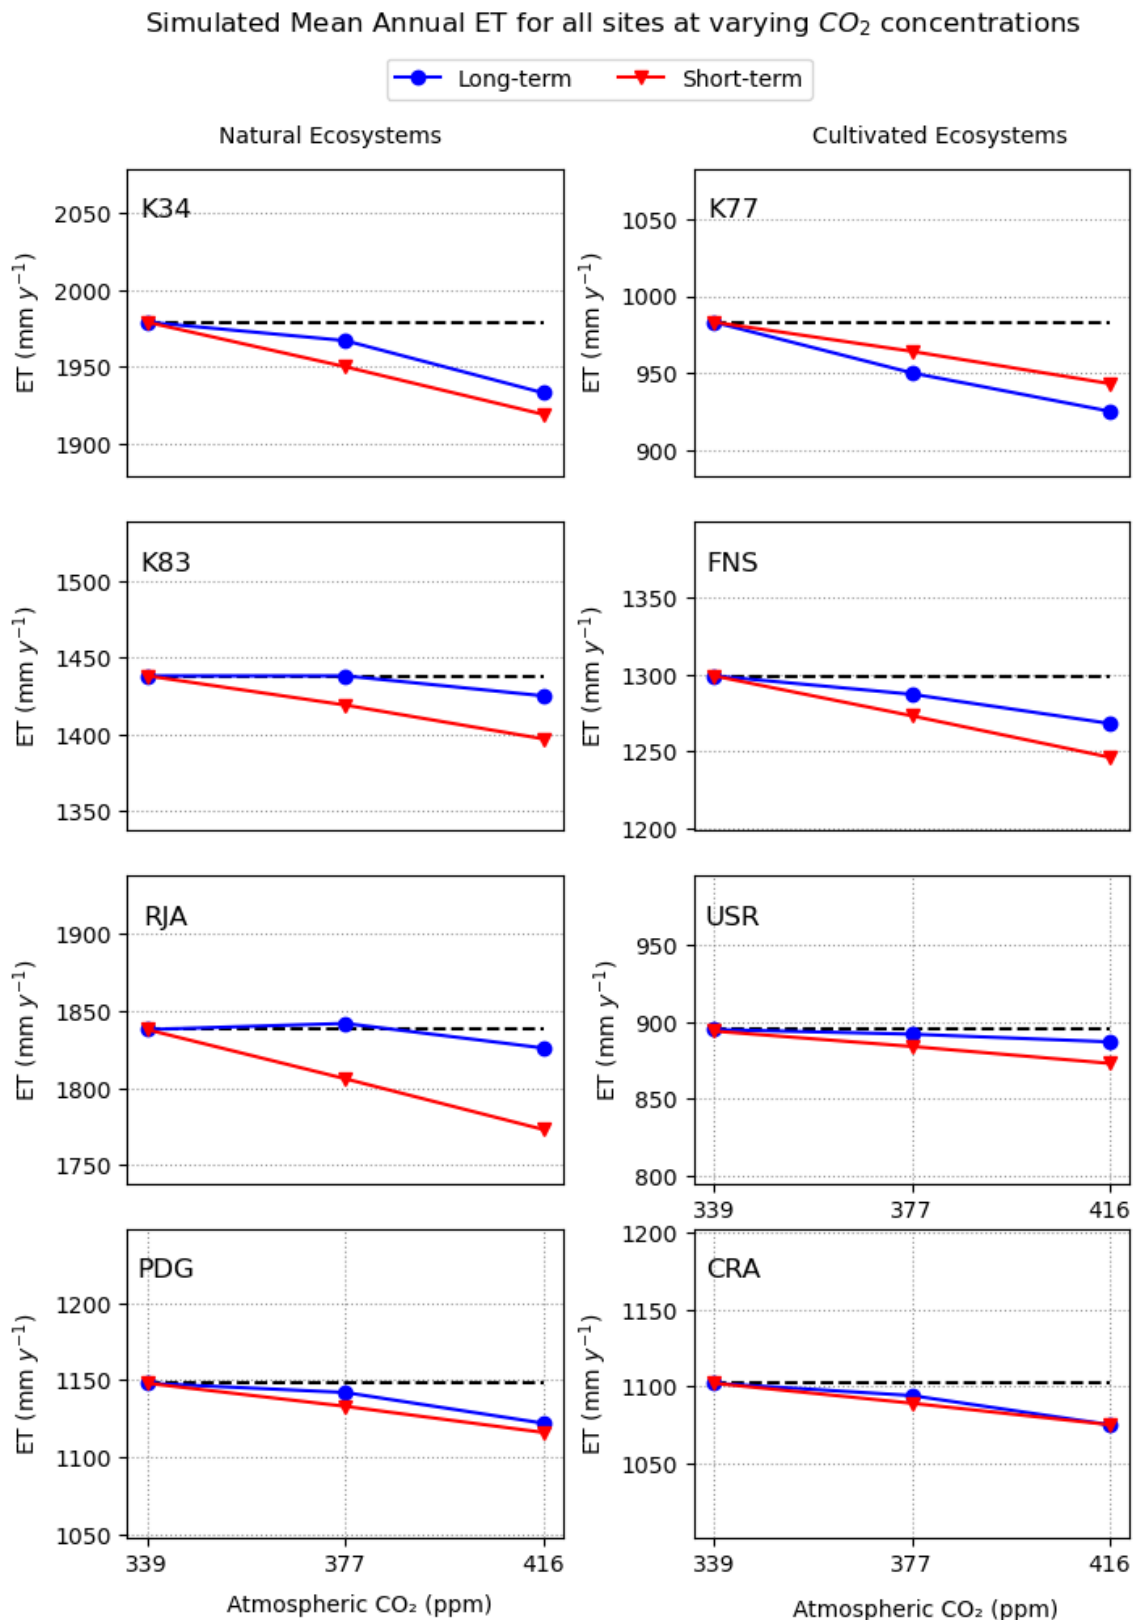 Simulated Mean Annual ET for all sites at varying CO₂ concentrations
Long-term Short-term
Natural Ecosystems
Cultivated Ecosystems
K34
2050
2000
1950
1900
ET (mm y⁻¹)
K77
1050
1000
950
900
ET (mm y⁻¹)
K83
1500
1450
1400
1350
ET (mm y⁻¹)
FNS
1350
1300
1250
1200
ET (mm y⁻¹)
RJA
1900
1850
1800
1750
ET (mm y⁻¹)
USR
950
900
850
800
ET (mm y⁻¹)
339 377 416
PDG
1200
1150
1100
1050
ET (mm y⁻¹)
339 377 416
Atmospheric CO₂ (ppm)
CRA
1200
1150
1100
1050
ET (mm y⁻¹)
339 377 416
Atmospheric CO₂ (ppm)